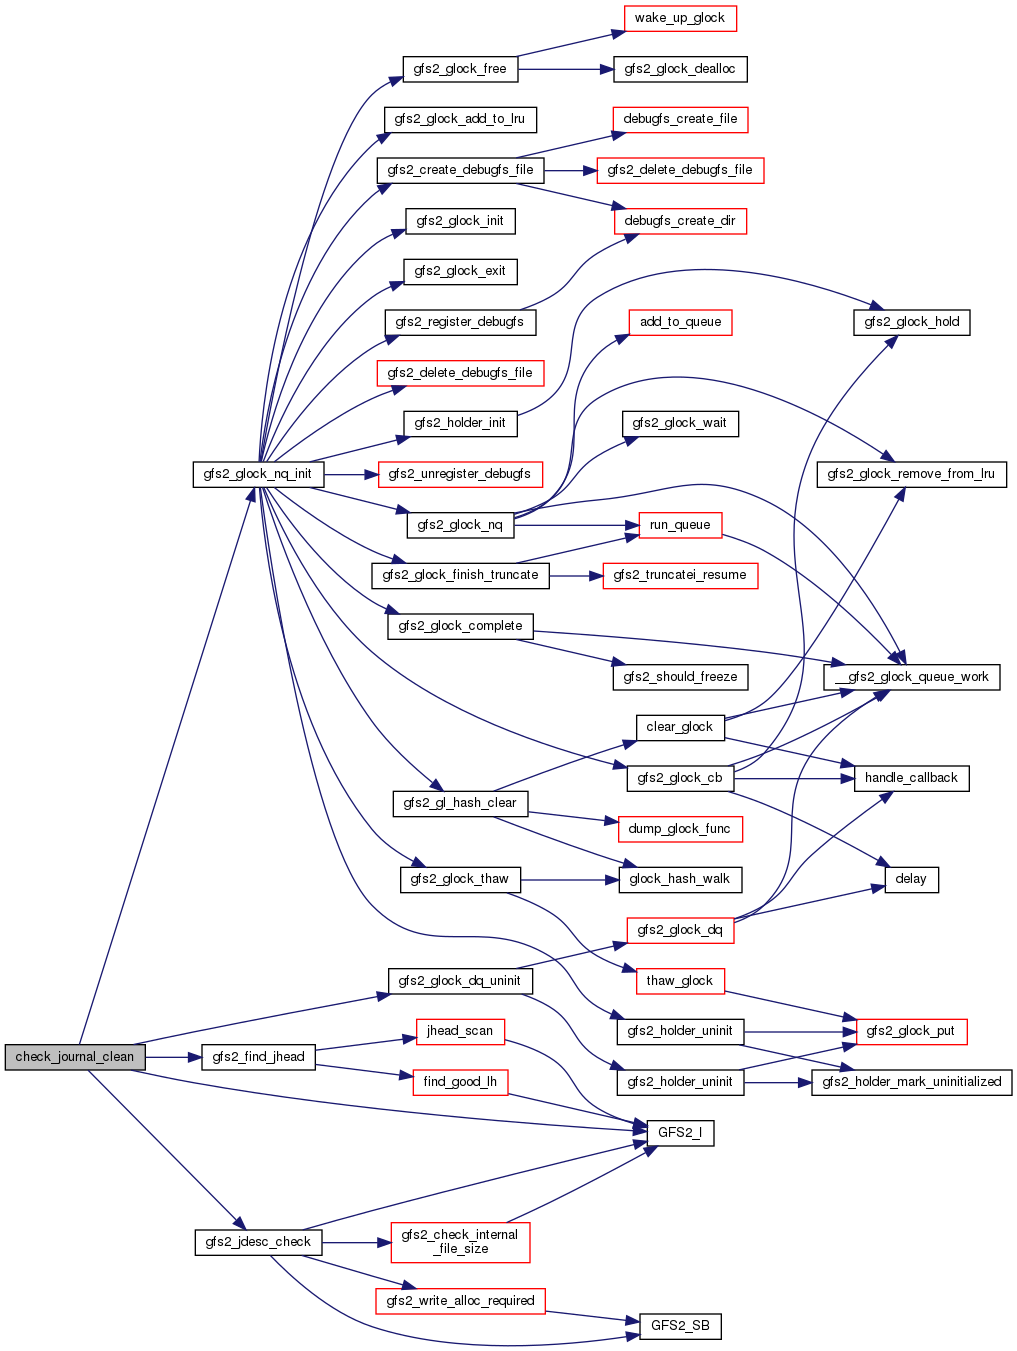 wake_up_glock
gfs2_glock_free
gfs2_glock_dealloc
gfs2_glock_add_to_lru
debugfs_create_file
gfs2_create_debugfs_file
gfs2_delete_debugfs_file
gfs2_glock_init
debugfs_create_dir
gfs2_glock_exit
gfs2_register_debugfs
add_to_queue
gfs2_glock_hold
gfs2_delete_debugfs_file
gfs2_holder_init
gfs2_glock_wait
gfs2_glock_nq_init
gfs2_unregister_debugfs
gfs2_glock_remove_from_lru
gfs2_glock_nq
run_queue
gfs2_glock_finish_truncate
gfs2_truncatei_resume
gfs2_glock_complete
gfs2_should_freeze
__gfs2_glock_queue_work
clear_glock
gfs2_glock_cb
handle_callback
gfs2_gl_hash_clear
dump_glock_func
gfs2_glock_thaw
glock_hash_walk
delay
gfs2_glock_dq
gfs2_glock_dq_uninit
thaw_glock
jhead_scan
gfs2_holder_uninit
gfs2_glock_put
check_journal_clean
gfs2_find_jhead
find_good_lh
gfs2_holder_uninit
gfs2_holder_mark_uninitialized
GFS2_I
gfs2_jdesc_check
gfs2_check_internal
_file_size
gfs2_write_alloc_required
GFS2_SB